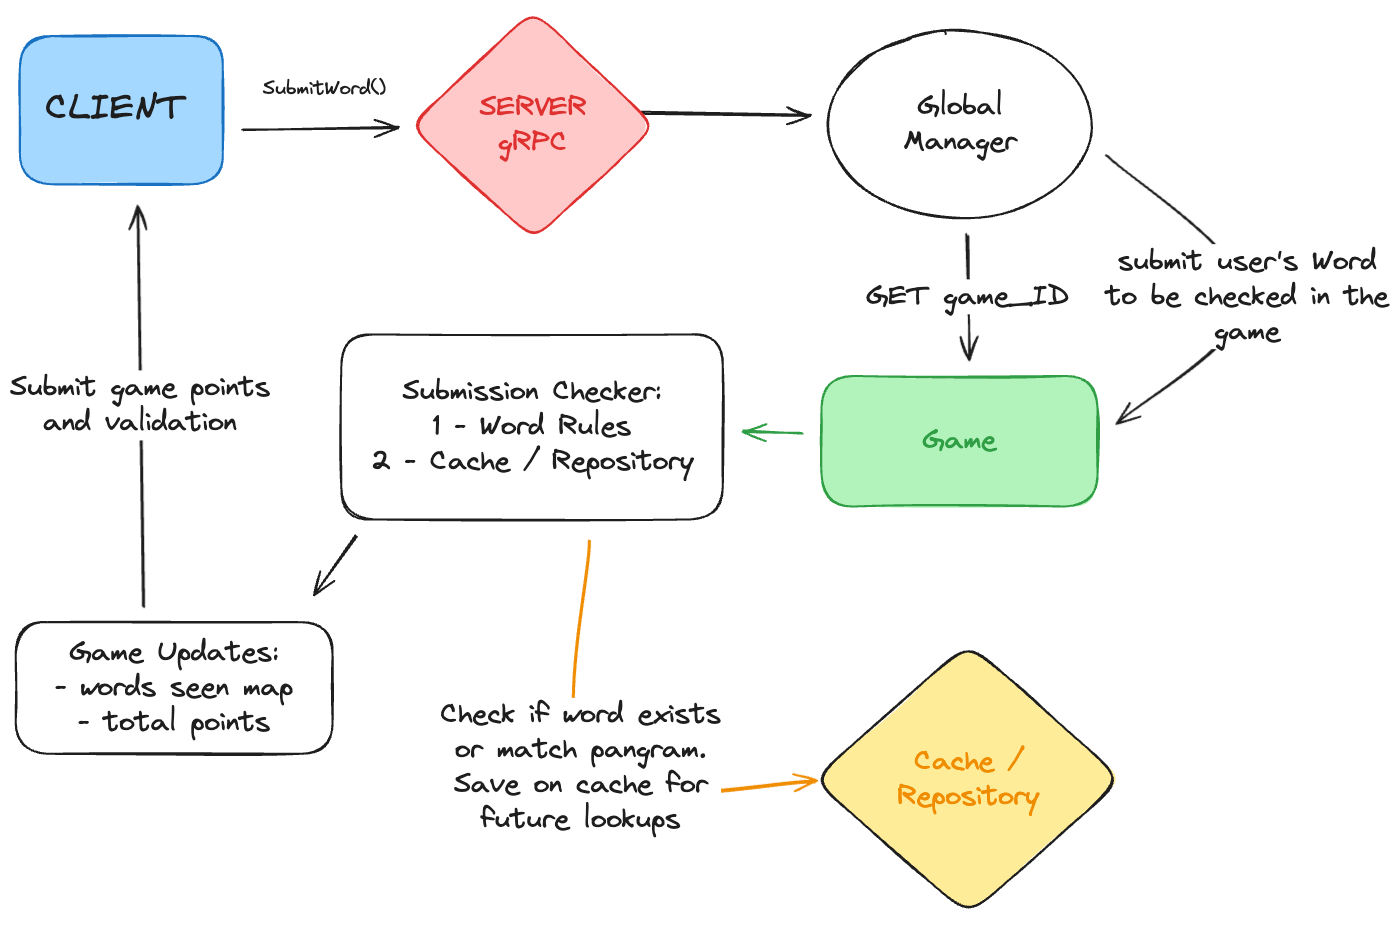 CLIENT
SubmitWord()
SERVER
gRPC
Global
Manager
GET game_ID
submit user's Word
to be checked in the
game
Submission Checker:
1 - Word Rules
2 - Cache / Repository
Game
Submit game points
and validation
Game Updates:
- words seen map
- total points
Check if word exists
or match pangram.
Save on cache for
future lookups
Cache /
Repository